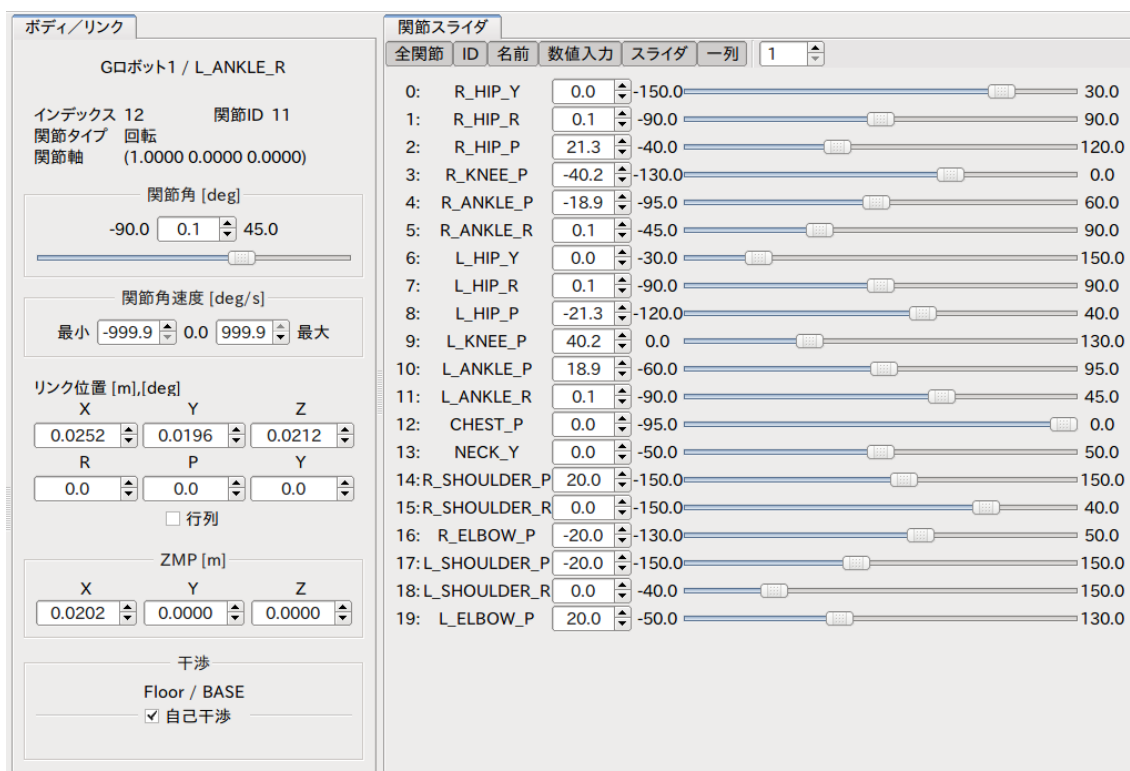 ボディ／リンク
Gロボット1 / L_ANKLE_R
インデックス 12 関節ID 11
関節タイプ 回転
関節軸 (1.0000 0.0000 0.0000)
関節角 [deg]
-90.0 0.1 45.0
関節角速度 [deg/s]
最小 -999.9 0.0 999.9 最大
リンク位置 [m],[deg]
X Y Z
0.0252 0.0196 0.0212
R P Y
0.0 0.0 0.0
行列
ZMP [m]
X Y Z
0.0202 0.0000 0.0000
干渉
Floor / BASE
自己干渉
関節スライダ
全関節 ID 名前 数値入力 スライダ 一列 1
0: R_HIP_Y 0.0 -150.0 30.0
1: R_HIP_R 0.1 -90.0 90.0
2: R_HIP_P 21.3 -40.0 120.0
3: R_KNEE_P -40.2 -130.0 0.0
4: R_ANKLE_P -18.9 -95.0 60.0
5: R_ANKLE_R 0.1 -45.0 90.0
6: L_HIP_Y 0.0 -30.0 150.0
7: L_HIP_R 0.1 -90.0 90.0
8: L_HIP_P -21.3 -120.0 40.0
9: L_KNEE_P 40.2 0.0 130.0
10: L_ANKLE_P 18.9 -60.0 95.0
11: L_ANKLE_R 0.1 -90.0 45.0
12: CHEST_P 0.0 -95.0 0.0
13: NECK_Y 0.0 -50.0 50.0
14: R_SHOULDER_P 20.0 -150.0 150.0
15: R_SHOULDER_R 0.0 -150.0 40.0
16: R_ELBOW_P -20.0 -130.0 50.0
17: L_SHOULDER_P -20.0 -150.0 150.0
18: L_SHOULDER_R 0.0 -40.0 150.0
19: L_ELBOW_P 20.0 -50.0 130.0